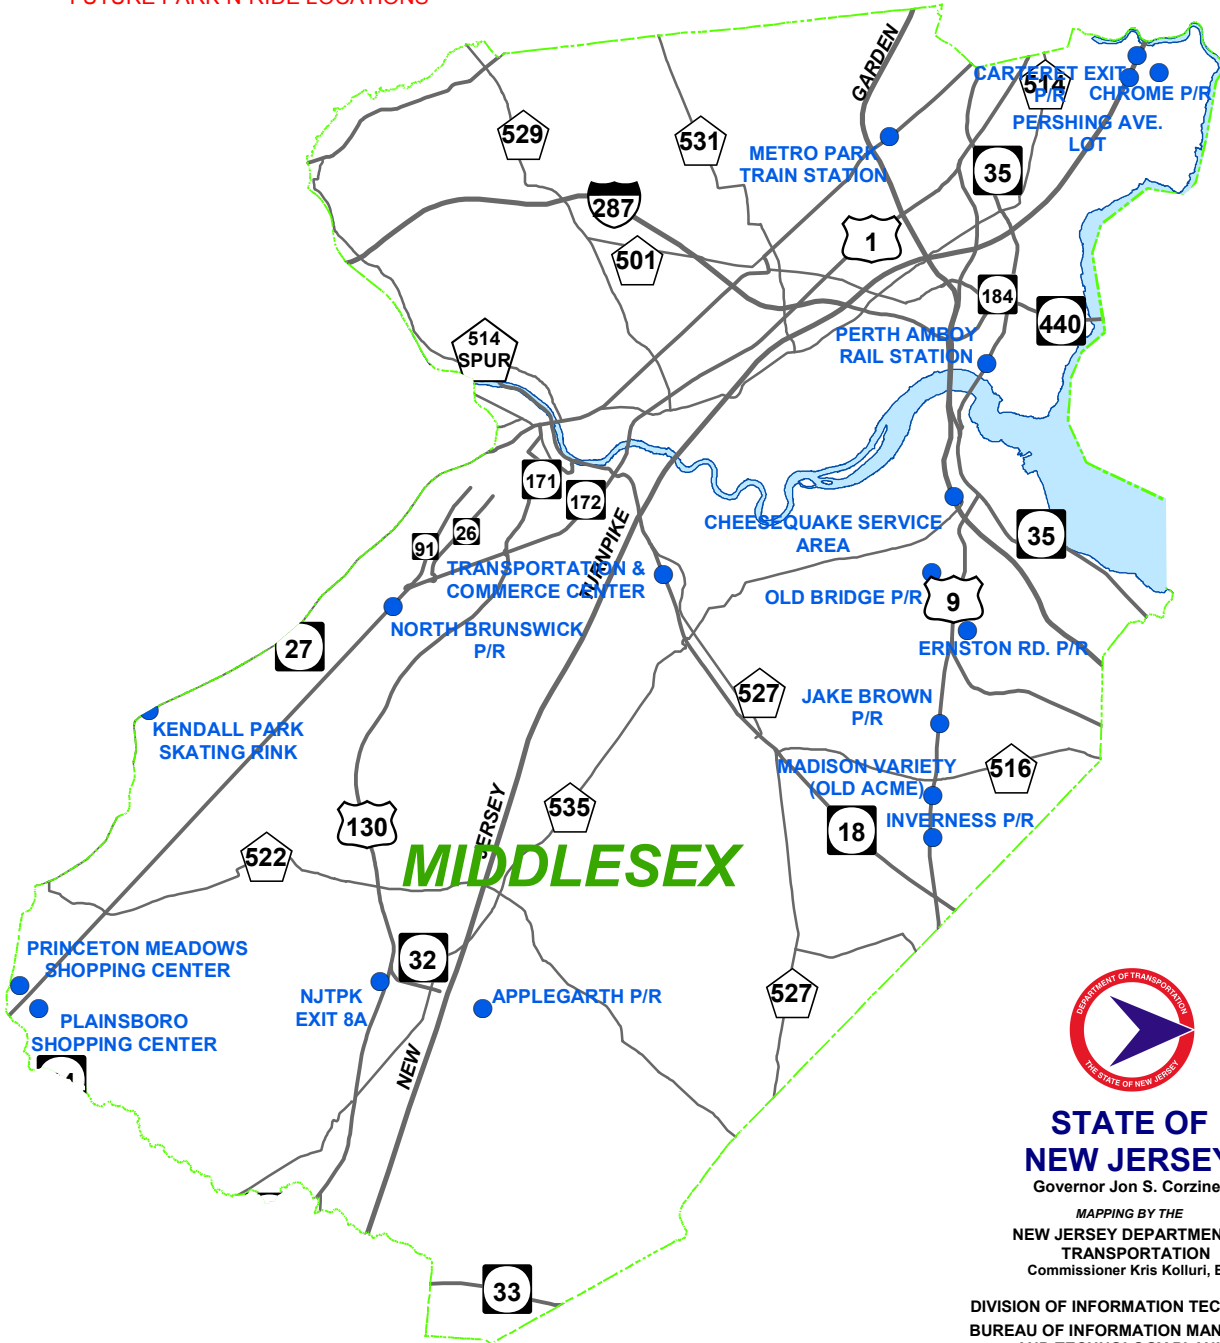 FUTURE PARK N RIDE LOCATIONS
GARDEN
CARTERET EXIT
P/R
514
CHROME P/R
PERSHING AVE.
LOT
529
531
METRO PARK
TRAIN STATION
35
287
1
501
184
440
514
SPUR
PERTH AMBOY
RAIL STATION
171
172
26
91
TURNPIKE
CHEESEQUAKE SERVICE
AREA
35
TRANSPORTATION &
COMMERCE CENTER
OLD BRIDGE P/R
9
NORTH BRUNSWICK
P/R
27
ERNSTON RD. P/R
527
JAKE BROWN
P/R
KENDALL PARK
SKATING RINK
MADISON VARIETY
(OLD ACME)
516
535
JERSEY
130
18
INVERNESS P/R
522
MIDDLESEX
PRINCETON MEADOWS
SHOPPING CENTER
32
NJTPK
EXIT 8A
APPLEGARTH P/R
527
PLAINSBORO
SHOPPING CENTER
NEW
33
DEPARTMENT OF TRANSPORTATION
THE STATE OF NEW JERSEY
STATE OF
NEW JERSEY
Governor Jon S. Corzine
MAPPING BY THE
NEW JERSEY DEPARTMEN
TRANSPORTATION
Commissioner Kris Kolluri, E
DIVISION OF INFORMATION TEC
BUREAU OF INFORMATION MAN